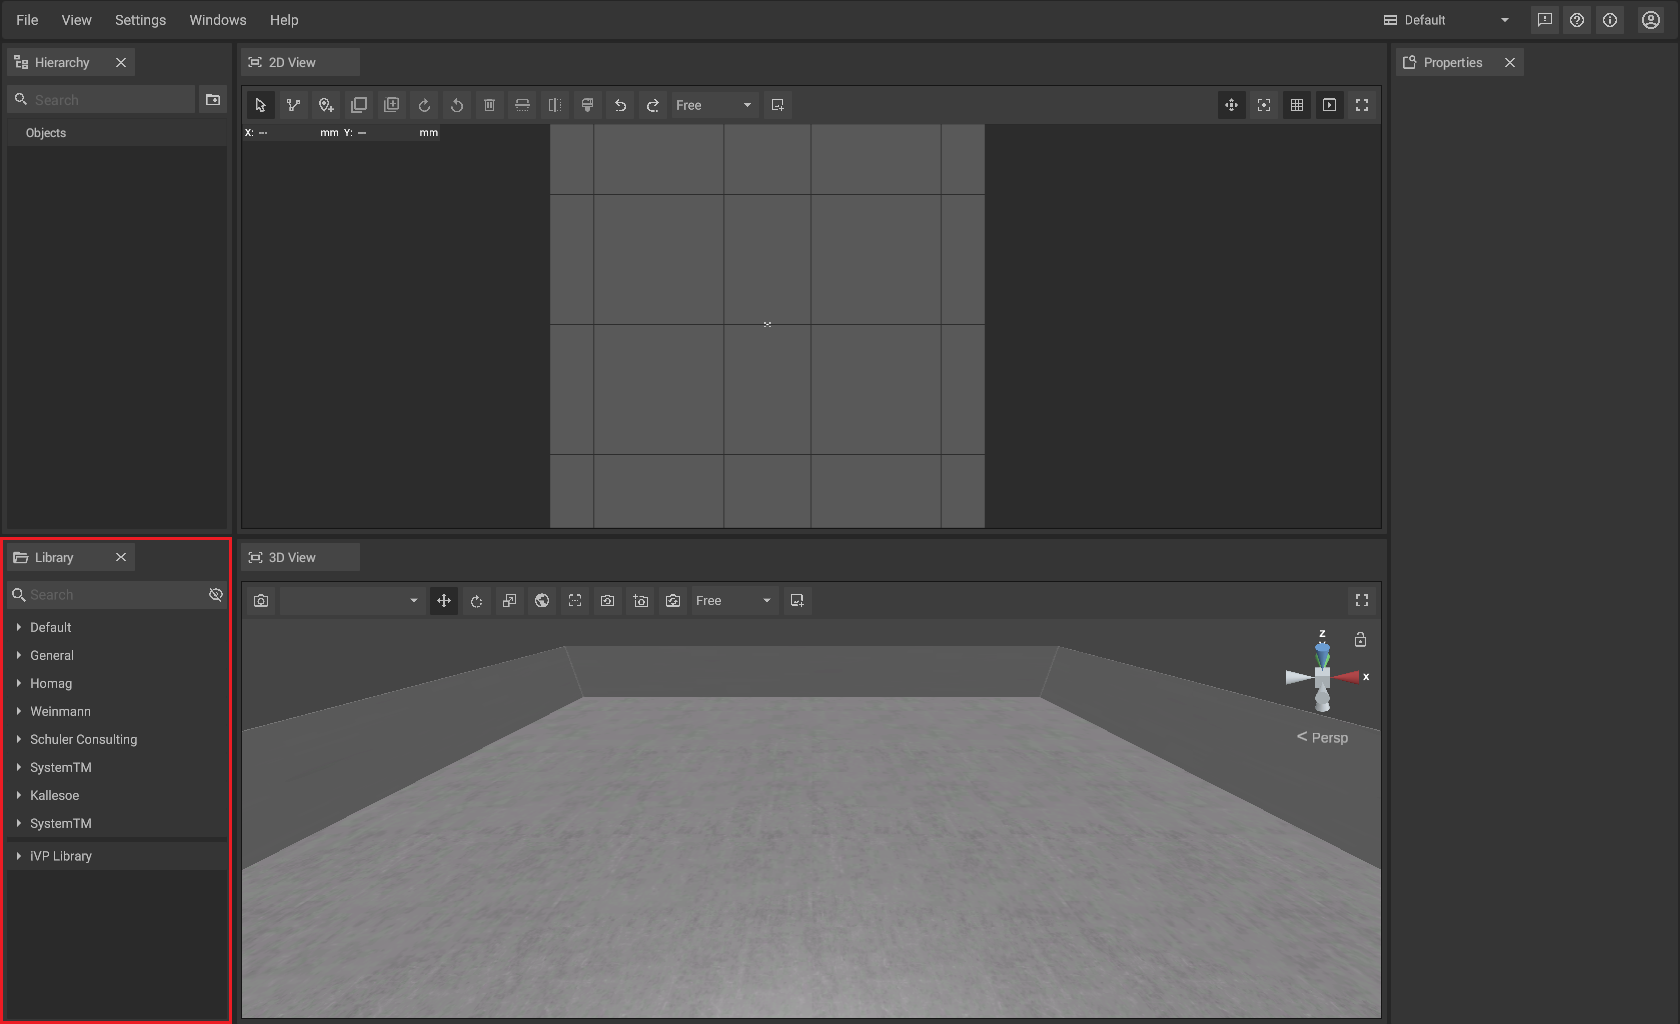 File View Settings Windows Help Default
Hierarchy
Search
Objects
2D View
Free
X: --- mm Y: --- mm
Properties
Library
Search
Default
General
Homag
Weinmann
Schuler Consulting
SystemTM
Kallesoe
SystemTM
iVP Library
3D View
Free
Z
X
< Persp